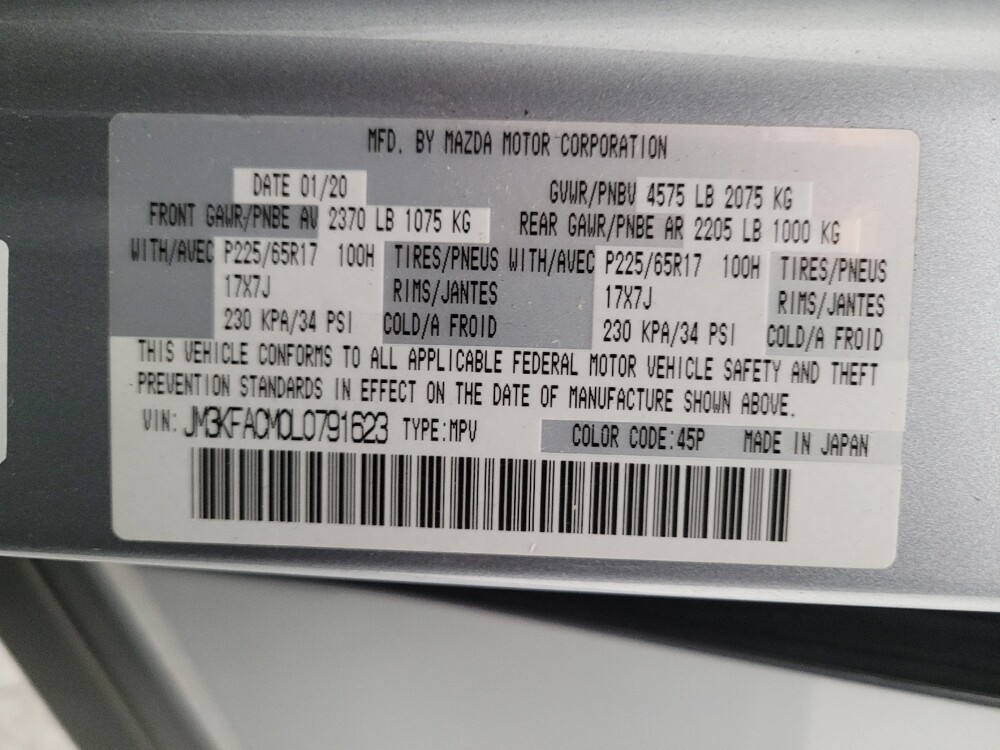 MFD. BY MAZDA MOTOR CORPORATION
DATE 01/20 GVWR/PNBV 4575 LB 2075 KG
FRONT GAWR/PNBE AV 2370 LB 1075 KG REAR GAWR/PNBE AR 2205 LB 1000 KG
WITH/AVEC P225/65R17 100H TIRES/PNEUS WITH/AVEC P225/65R17 100H TIRES/PNEUS
17X7J RIMS/JANTES 17X7J RIMS/JANTES
230 KPA/34 PSI COLD/A FROID 230 KPA/34 PSI COLD/A FROID
THIS VEHICLE CONFORMS TO ALL APPLICABLE FEDERAL MOTOR VEHICLE SAFETY AND THEFT
PREVENTION STANDARDS IN EFFECT ON THE DATE OF MANUFACTURE SHOWN ABOVE.
VIN: JM3KFACM0L0791623 TYPE:MPV COLOR CODE:45P MADE IN JAPAN